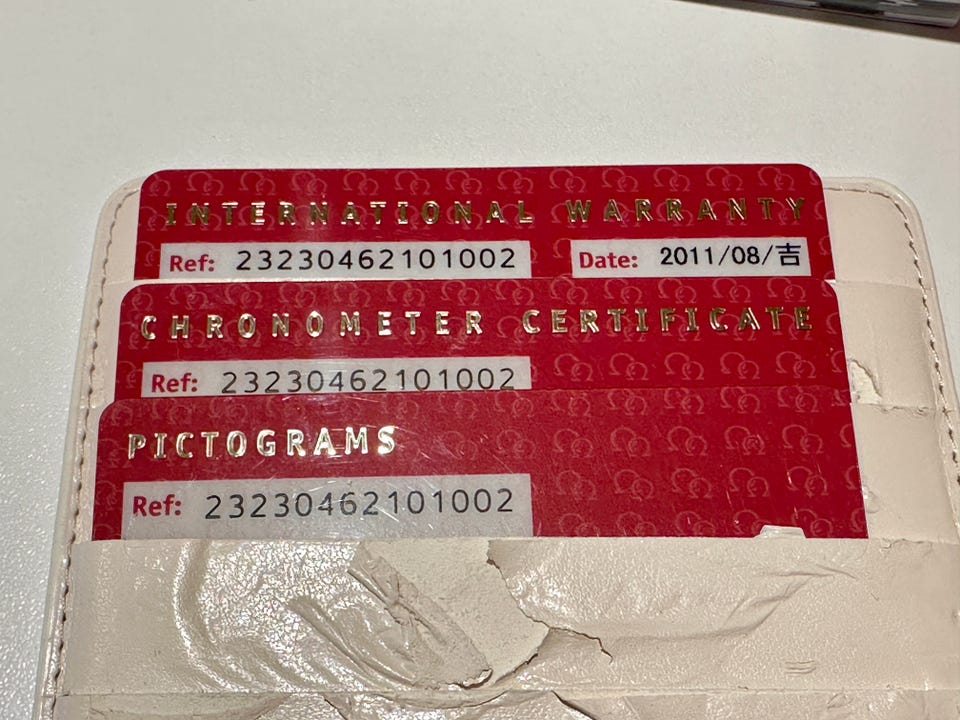 INTERNATIONAL WARRANTY
Ref: 23230462101002 Date: 2011/08/吉
CHRONOMETER CERTIFICATE
Ref: 23230462101002
PICTOGRAMS
Ref: 23230462101002